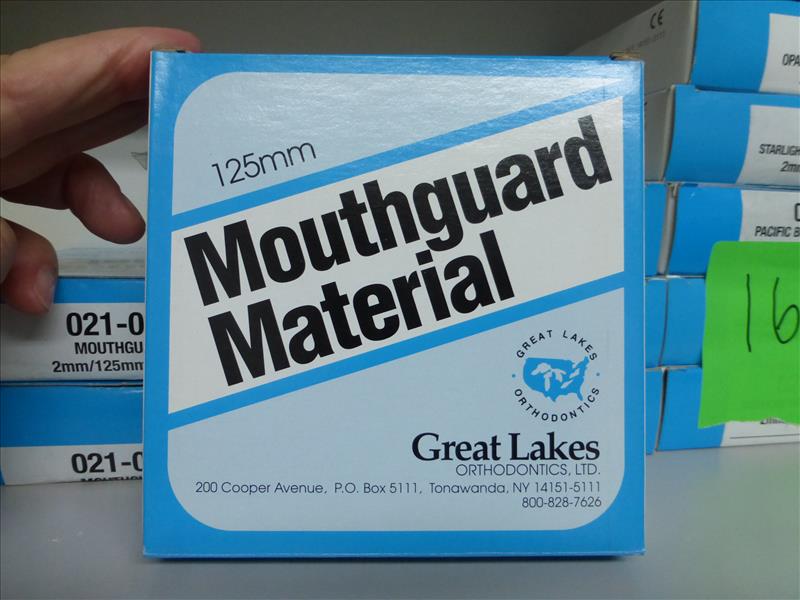 125mm
Mouthguard
Material
GREAT LAKES
ORTHODONTICS
Great Lakes
ORTHODONTICS, LTD.
200 Cooper Avenue, P.O. Box 5111, Tonawanda, NY 14151-5111
800-828-7626
021-0
MOUTHGU
2mm/125mm
021-0
CE
OPA
STARLIGH
2mm
PACIFIC B
16